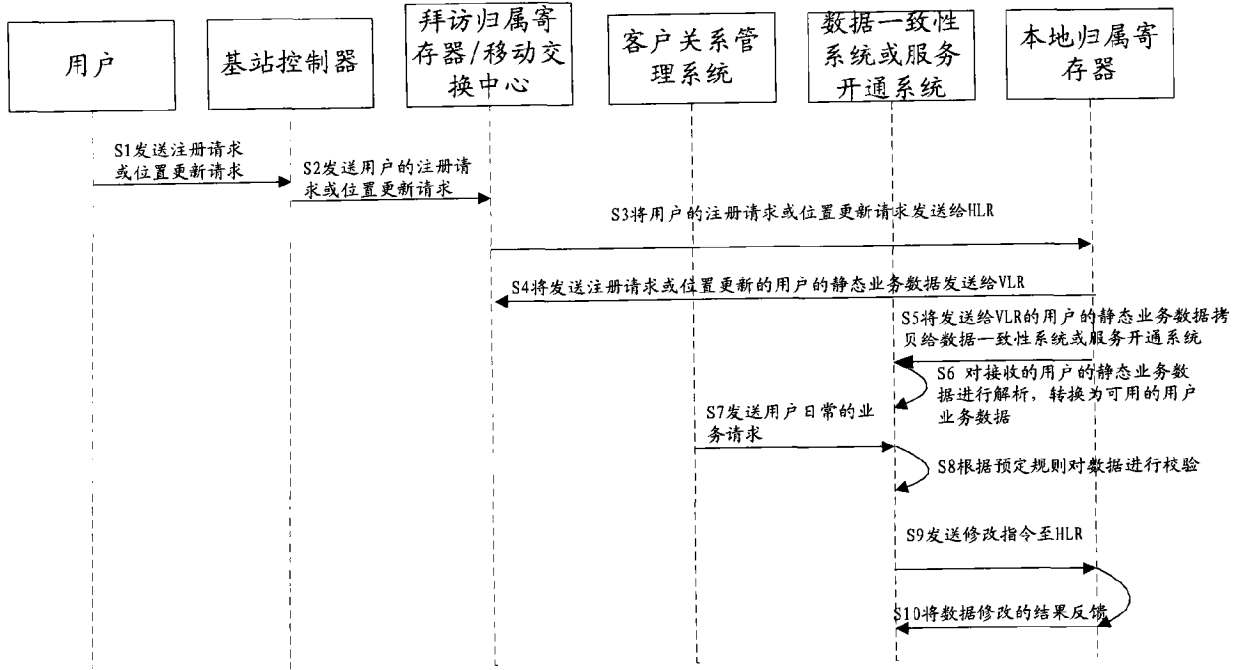 用户
基站控制器
拜访归属寄
存器/移动交
换中心
客户关系管
理系统
数据一致性
系统或服务
开通系统
本地归属寄
存器
S1发送注册请求
或位置更新请求
S2发送用户的注册请
求或位置更新请求
S3将用户的注册请求或位置更新请求发送给HLR
S4将发送注册请求或位置更新的用户的静态业务数据发送给VLR
S5将发送给VLR的用户的静态业务数据拷
贝给数据一致性系统或服务开通系统
S6 对接收的用户的静态业务数
据进行解析，转换为可用的用户
业务数据
S7发送用户日常的业
务请求
S8根据预定规则对数据进行校验
S9发送修改指令至HLR
S10将数据修改的结果反馈